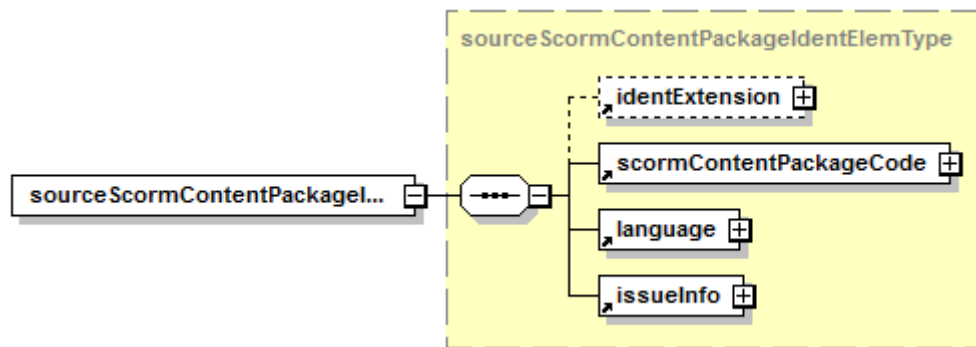 sourceScormContentPackageIdentElemType
identExtension
scormContentPackageCode
sourceScormContentPackageI...
language
issueInfo